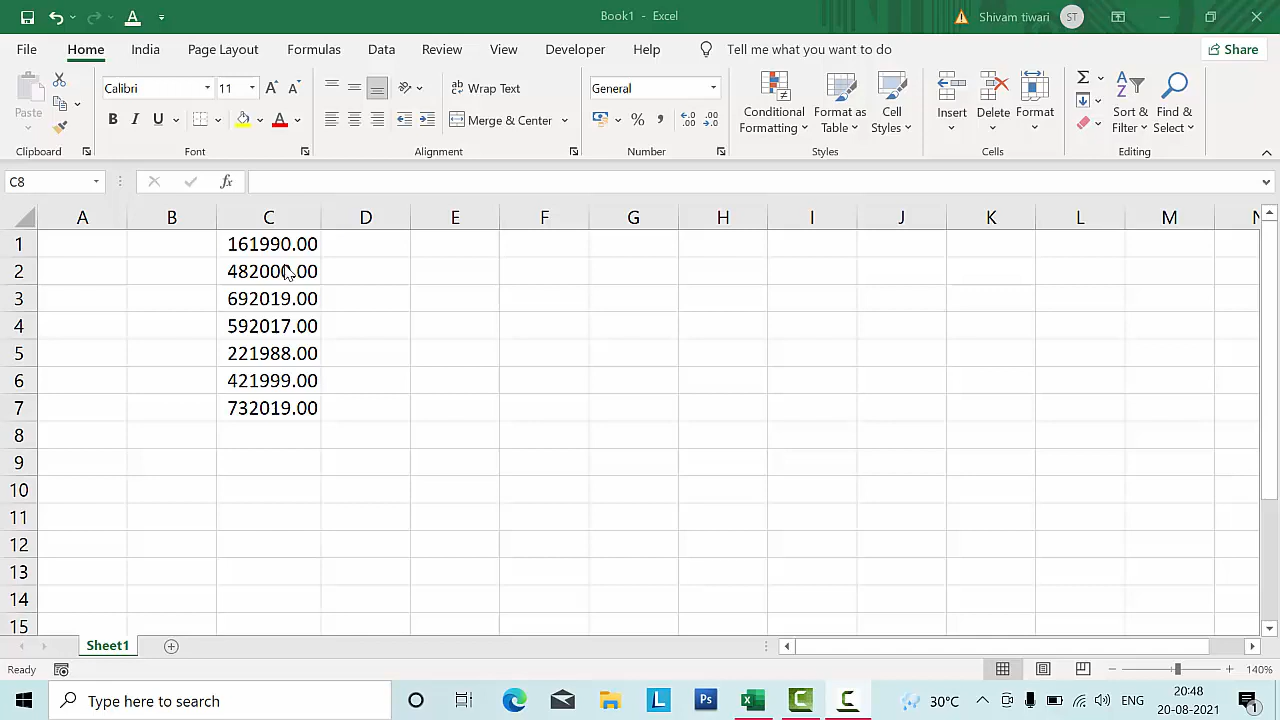 Book1 - Excel
Shivam tiwari ST
File Home India Page Layout Formulas Data Review View Developer Help Tell me what you want to do Share
Paste
Clipboard
Calibri 11
B I U A
Font
Wrap Text
Merge & Center
Alignment
General
% ,
Number
Conditional Formatting
Format as Table
Cell Styles
Styles
Insert Delete Format
Cells
Sort & Filter
Find & Select
Editing
C8 fx
A B C D E F G H I J K L M
1 161990.00
2 482000.00
3 692019.00
4 592017.00
5 221988.00
6 421999.00
7 732019.00
8
9
10
11
12
13
14
15
Sheet1
Ready 140%
Type here to search
L Ps 30°C ENG 20:48
20-08-2021 1